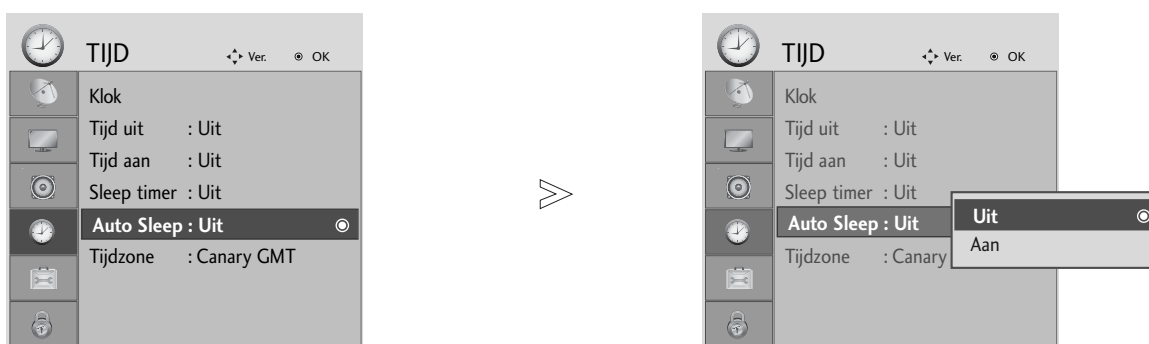 TIJD Ver. OK
Klok
Tijd uit : Uit
Tijd aan : Uit
Sleep timer : Uit
Auto Sleep : Uit
Tijdzone : Canary GMT
>
TIJD Ver. OK
Klok
Tijd uit : Uit
Tijd aan : Uit
Sleep timer : Uit
Auto Sleep : Uit
Tijdzone : Canary
Uit
Aan